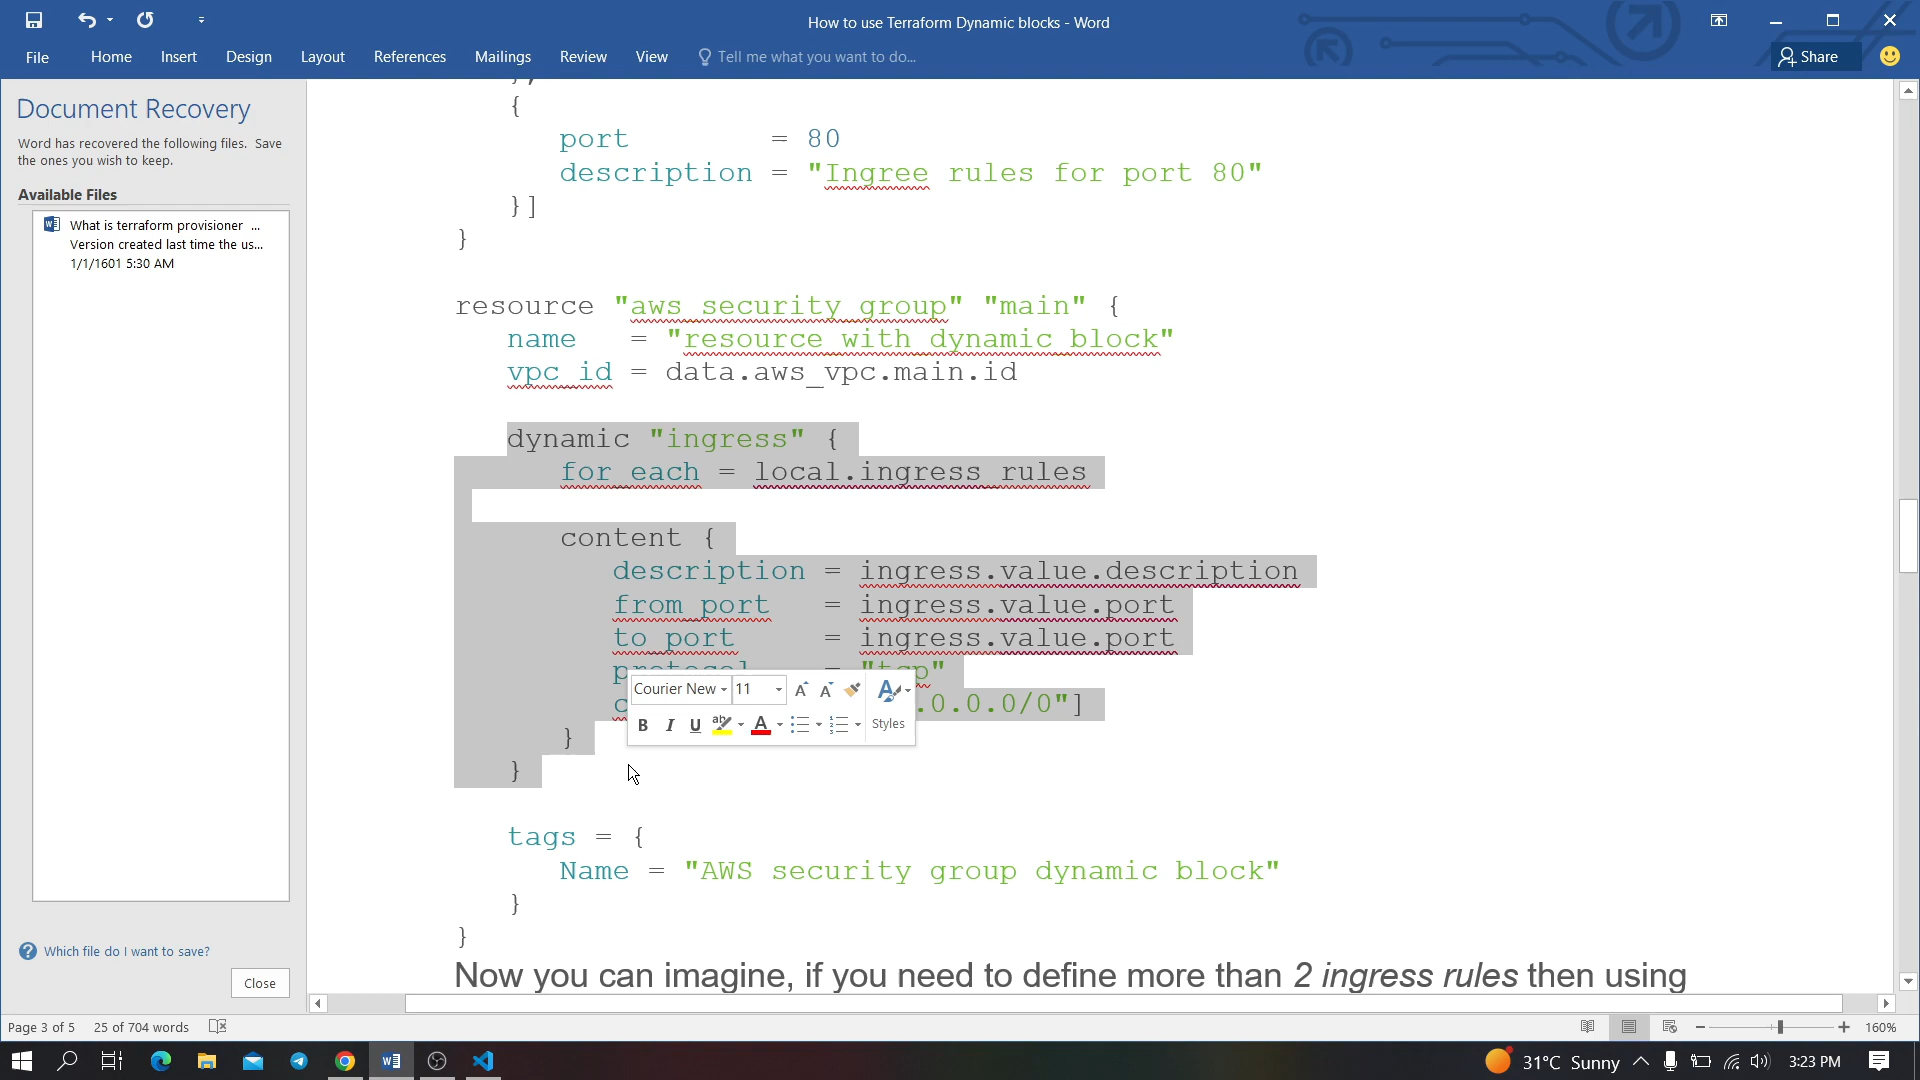 How to use Terraform Dynamic blocks - Word
File Home Insert Design Layout References Mailings Review View Tell me what you want to do... Share
Document Recovery
Word has recovered the following files. Save
the ones you wish to keep.
Available Files
What is terraform provisioner ...
Version created last time the us...
1/1/1601 5:30 AM
Which file do I want to save?
Close
{
port = 80
description = "Ingree rules for port 80"
}]
}
resource "aws_security_group" "main" {
name = "resource_with_dynamic_block"
vpc_id = data.aws_vpc.main.id
dynamic "ingress" {
for_each = local.ingress_rules
content {
description = ingress.value.description
from_port = ingress.value.port
to_port = ingress.value.port
protocol = "tcp"
.0.0.0/0"]
}
}
Courier New 11
B I U ab A Styles
tags = {
Name = "AWS security group dynamic block"
}
}
Now you can imagine, if you need to define more than 2 ingress rules then using
Page 3 of 5 25 of 704 words 160%
31°C Sunny 3:23 PM